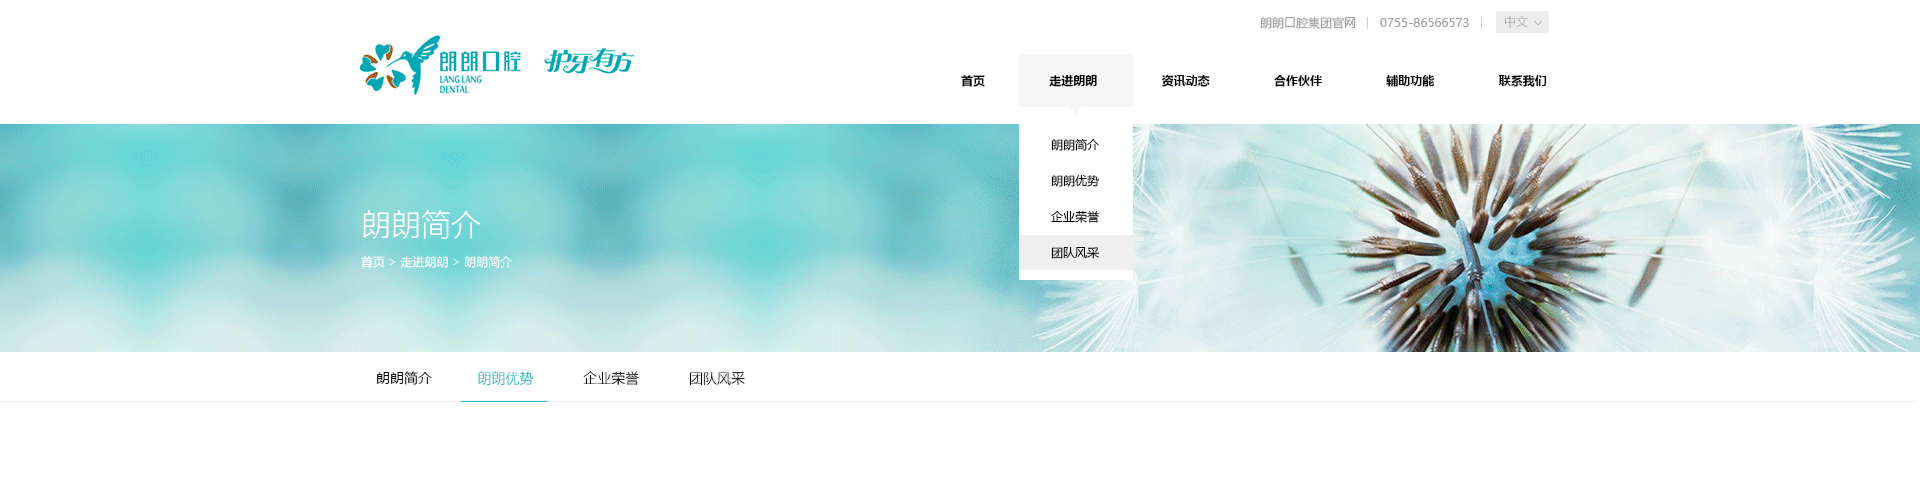 朗朗口腔集团官网 | 0755-86566573 | 中文
朗朗口腔
LANG LANG
DENTAL
护牙有方
首页 走进朗朗 资讯动态 合作伙伴 辅助功能 联系我们
朗朗简介
朗朗优势
企业荣誉
团队风采
朗朗简介
首页 > 走进朗朗 > 朗朗简介
朗朗简介 朗朗优势 企业荣誉 团队风采